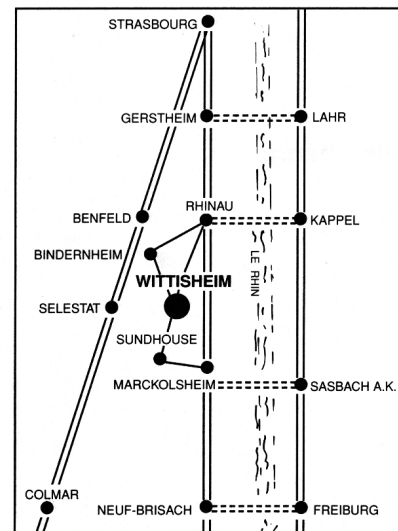 STRASBOURG
GERSTHEIM
LAHR
RHINAU
BENFELD
KAPPEL
BINDERNHEIM
LE RHIN
WITTISHEIM
SELESTAT
SUNDHOUSE
MARCKOLSHEIM
SASBACH A.K.
COLMAR
NEUF-BRISACH
FREIBURG